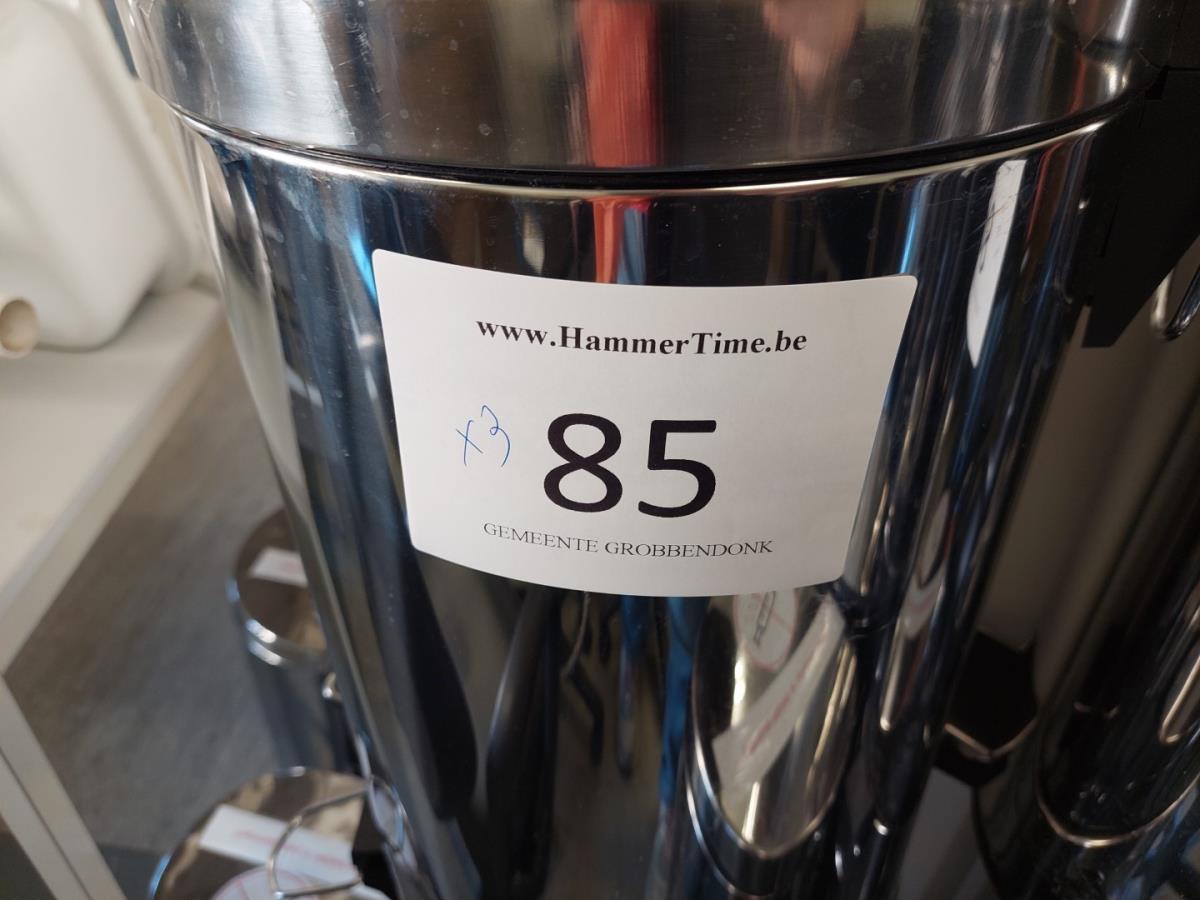 www.HammerTime.be
x3 85
GEMEENTE GROBBENDONK